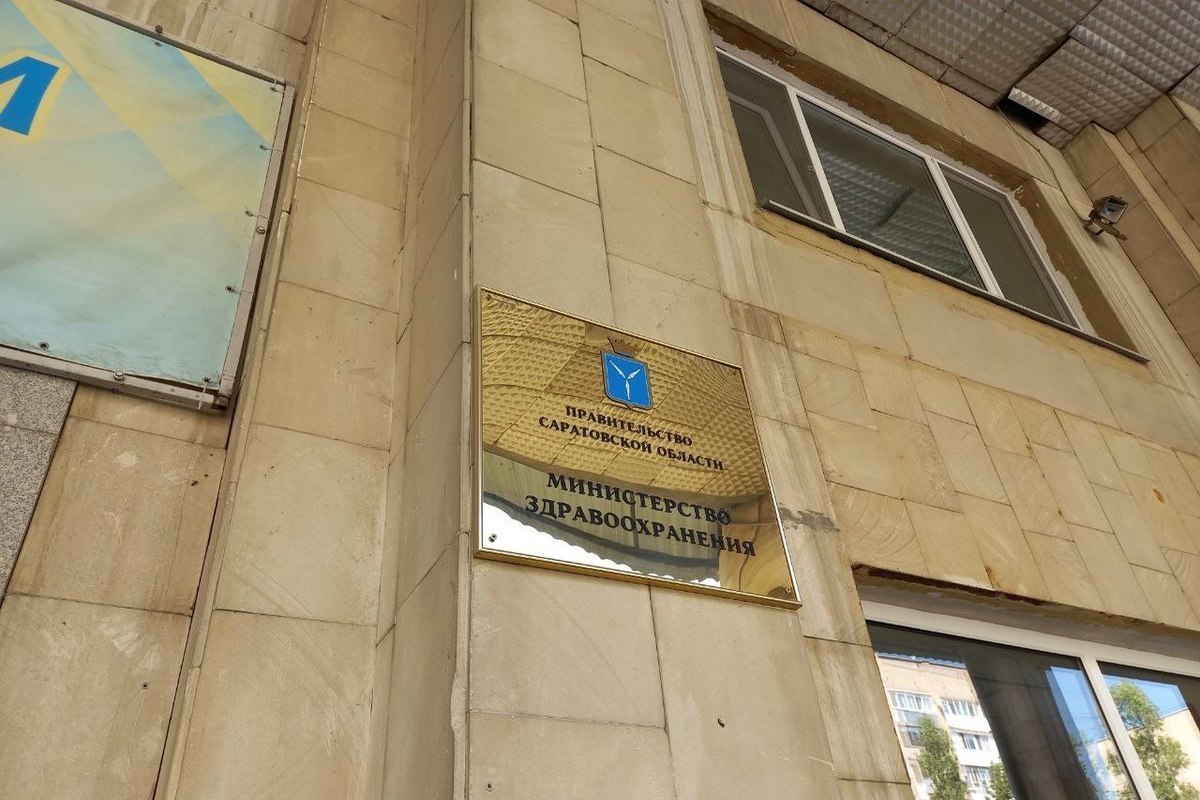 ПРАВИТЕЛЬСТВО
САРАТОВСКОЙ ОБЛАСТИ
МИНИСТЕРСТВО
ЗДРАВООХРАНЕНИЯ